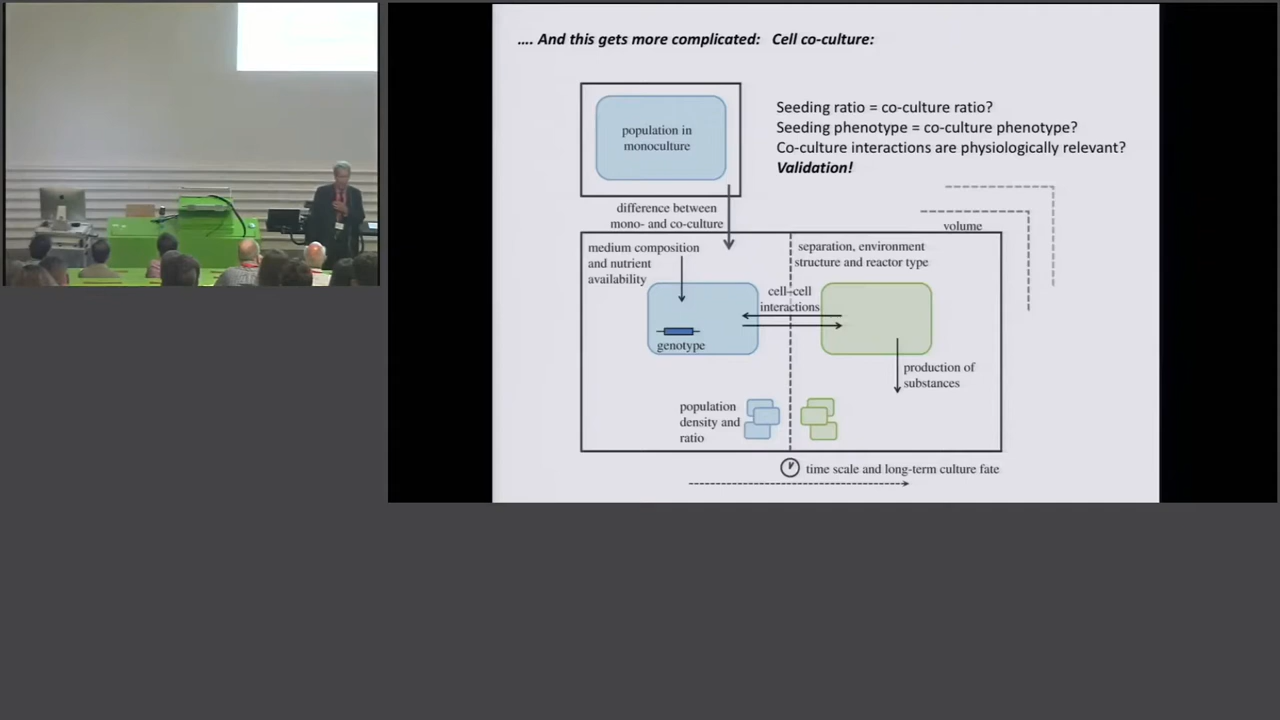 .... And this gets more complicated: Cell co-culture:
population in
monoculture
Seeding ratio = co-culture ratio?
Seeding phenotype = co-culture phenotype?
Co-culture interactions are physiologically relevant?
Validation!
difference between
mono- and co-culture
volume
medium composition
and nutrient
availability
separation, environment
structure and reactor type
cell–cell
interactions
genotype
production of
substances
population
density and
ratio
time scale and long-term culture fate